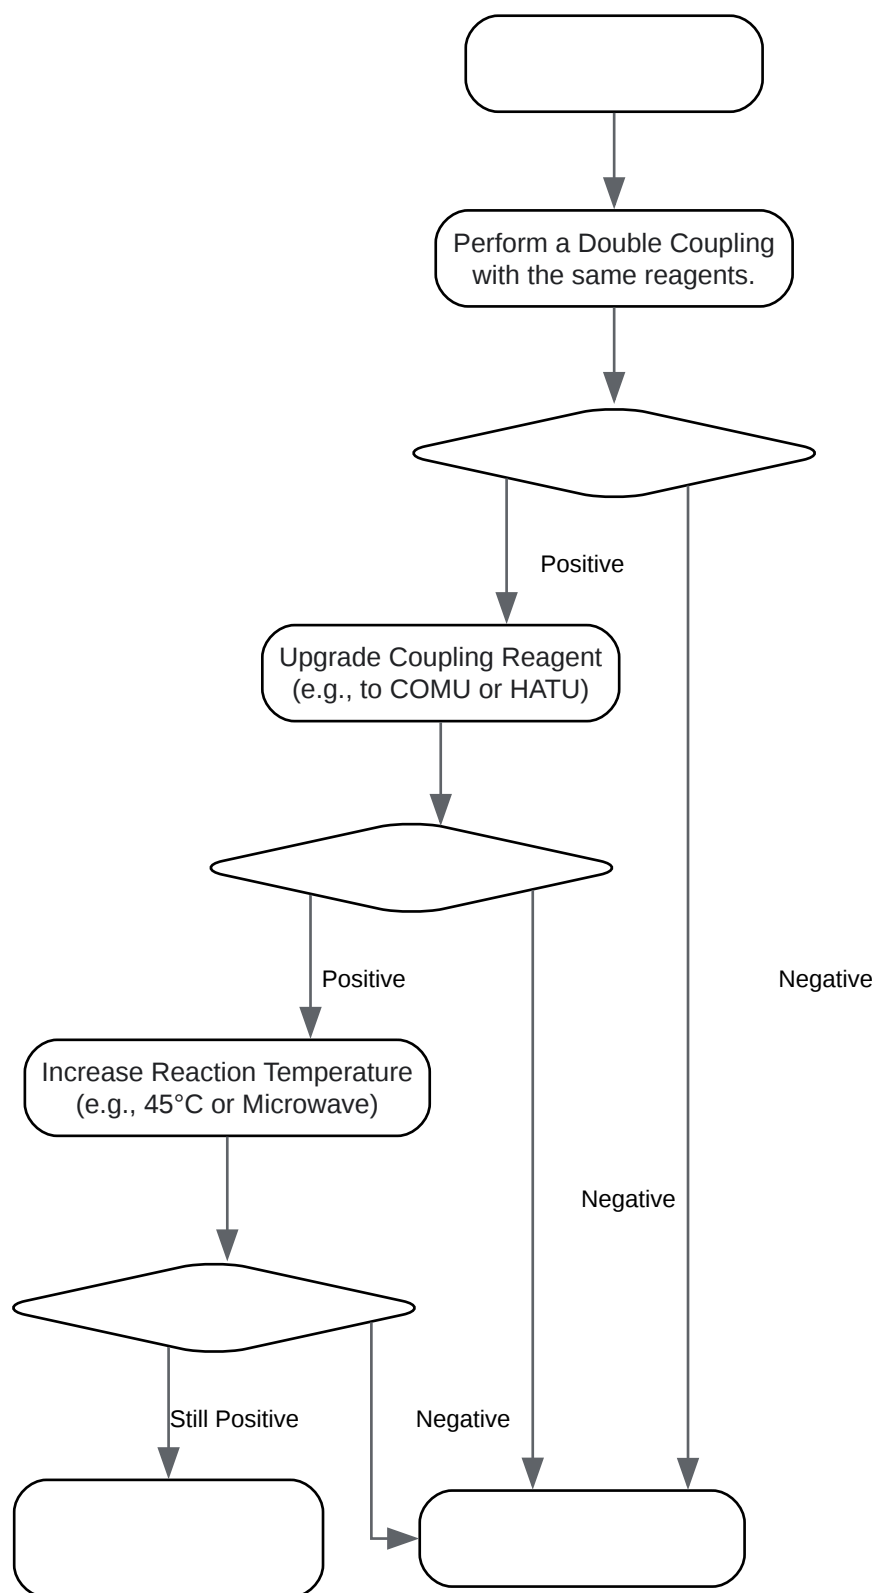 Perform a Double Coupling
with the same reagents.
Positive
Upgrade Coupling Reagent
(e.g., to COMU or HATU)
Positive
Negative
Increase Reaction Temperature
(e.g., 45°C or Microwave)
Negative
Still Positive
Negative